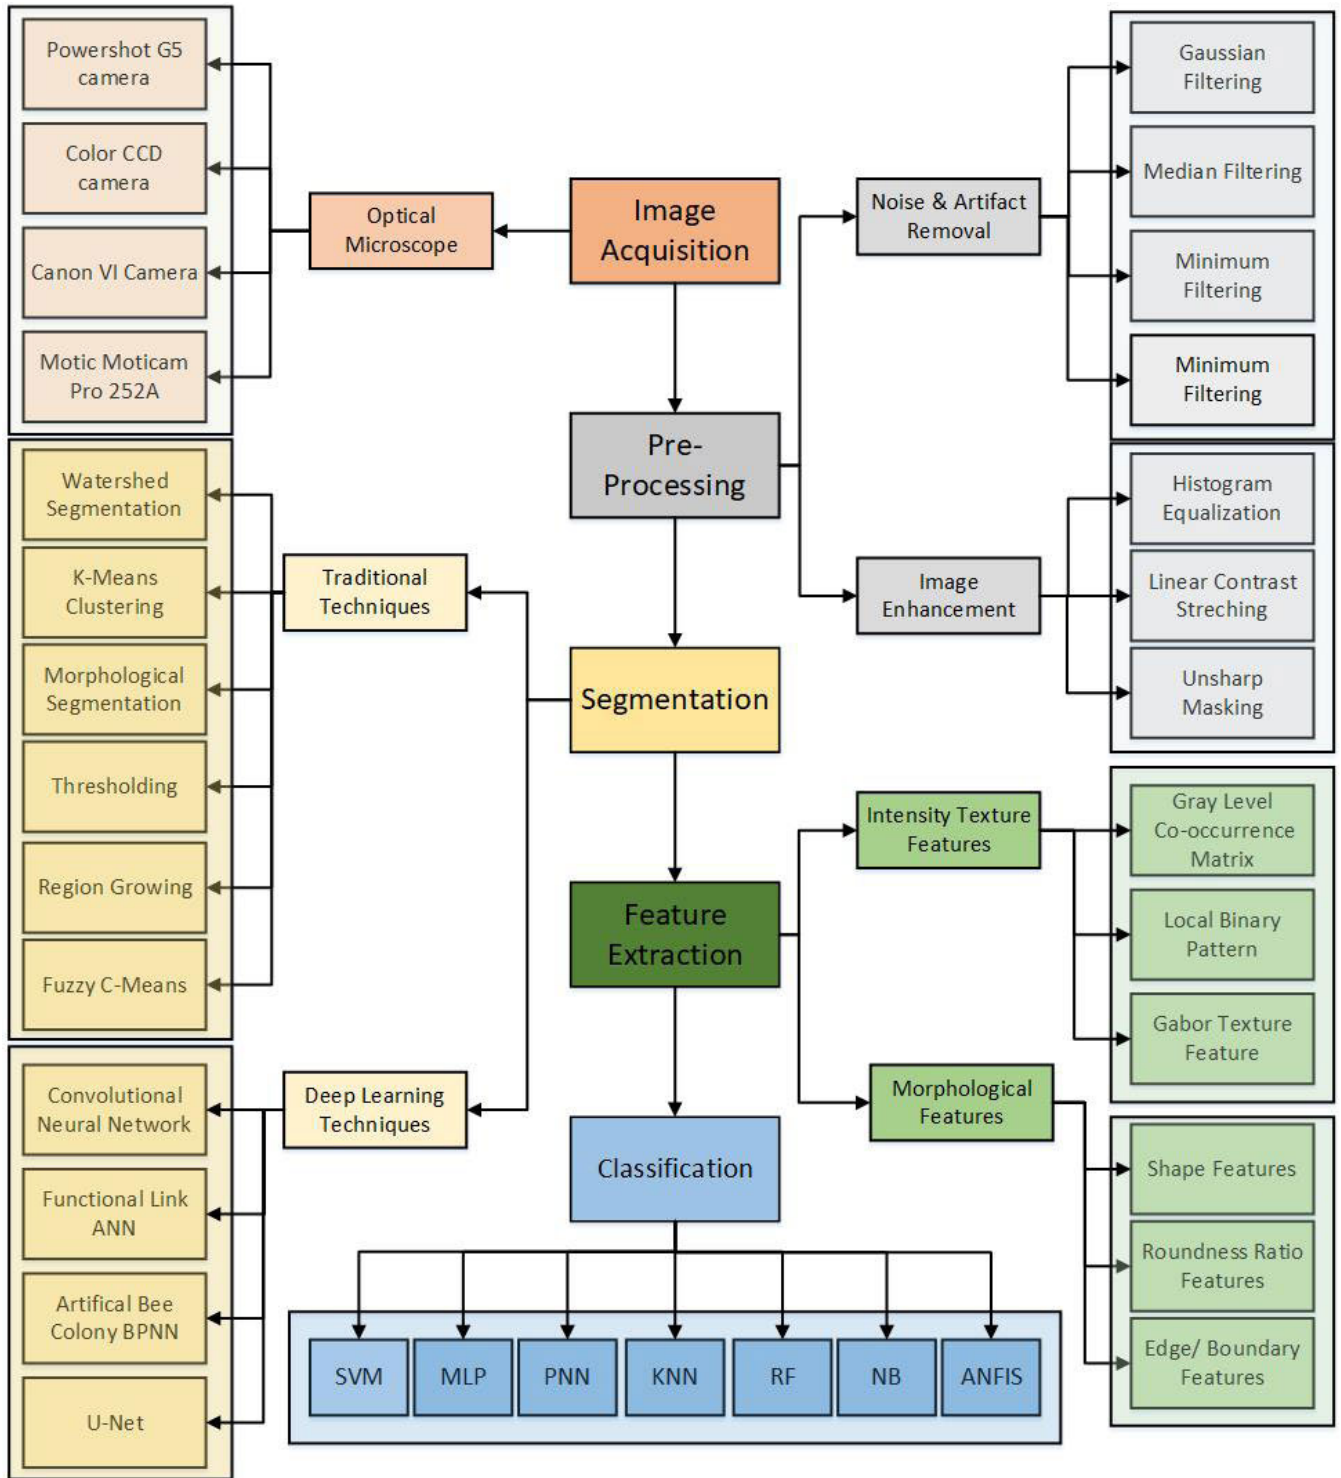 Powershot G5
camera
Color CCD
camera
Canon VI Camera
Motic Moticam
Pro 252A
Optical
Microscope
Image
Acquisition
Noise & Artifact
Removal
Gaussian
Filtering
Median Filtering
Minimum
Filtering
Minimum
Filtering
Pre-
Processing
Image
Enhancement
Histogram
Equalization
Linear Contrast
Streching
Unsharp
Masking
Watershed
Segmentation
K-Means
Clustering
Morphological
Segmentation
Thresholding
Region Growing
Fuzzy C-Means
Traditional
Techniques
Segmentation
Deep Learning
Techniques
Convolutional
Neural Network
Functional Link
ANN
Artifical Bee
Colony BPNN
U-Net
Feature
Extraction
Intensity Texture
Features
Gray Level
Co-occurrence
Matrix
Local Binary
Pattern
Gabor Texture
Feature
Morphological
Features
Shape Features
Roundness Ratio
Features
Edge/ Boundary
Features
Classification
SVM
MLP
PNN
KNN
RF
NB
ANFIS